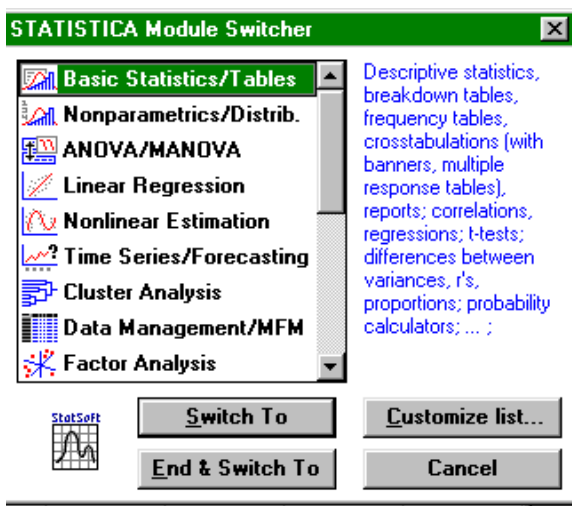 STATISTICA Module Switcher
Basic Statistics/Tables
Nonparametrics/Distrib.
ANOVA/MANOVA
Linear Regression
Nonlinear Estimation
Time Series/Forecasting
Cluster Analysis
Data Management/MFM
Factor Analysis
Descriptive statistics,
breakdown tables,
frequency tables,
crosstabulations (with
banners, multiple
response tables),
reports; correlations,
regressions; t-tests;
differences between
variances, r's,
proportions; probability
calculators; ... ;
StatSoft
Switch To
Customize list...
End & Switch To
Cancel